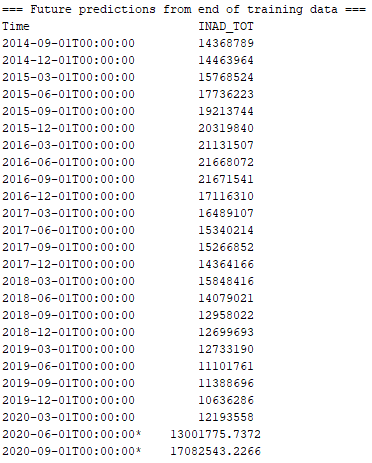 === Future predictions from end of training data ===
Time INAD_TOT
2014-09-01T00:00:00 14368789
2014-12-01T00:00:00 14463964
2015-03-01T00:00:00 15768524
2015-06-01T00:00:00 17736223
2015-09-01T00:00:00 19213744
2015-12-01T00:00:00 20319840
2016-03-01T00:00:00 21131507
2016-06-01T00:00:00 21668072
2016-09-01T00:00:00 21671541
2016-12-01T00:00:00 17116310
2017-03-01T00:00:00 16489107
2017-06-01T00:00:00 15340214
2017-09-01T00:00:00 15266852
2017-12-01T00:00:00 14364166
2018-03-01T00:00:00 15848416
2018-06-01T00:00:00 14079021
2018-09-01T00:00:00 12958022
2018-12-01T00:00:00 12699693
2019-03-01T00:00:00 12733190
2019-06-01T00:00:00 11101761
2019-09-01T00:00:00 11388696
2019-12-01T00:00:00 10636286
2020-03-01T00:00:00 12193558
2020-06-01T00:00:00* 13001775.7372
2020-09-01T00:00:00* 17082543.2266